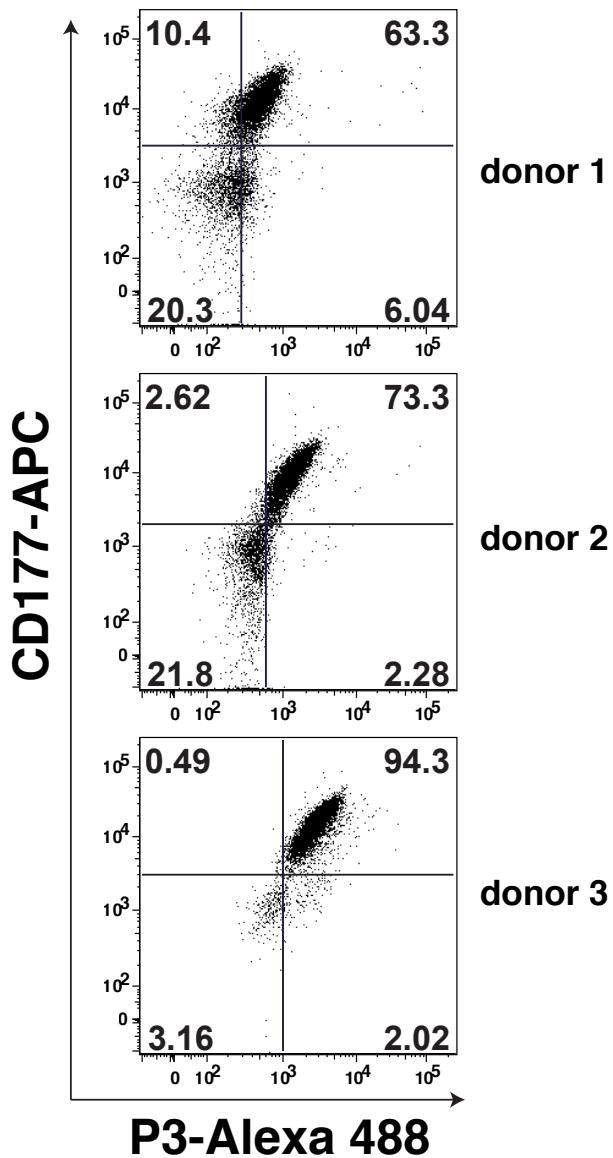 10.4 63.3
10⁵
10⁴
10³
10²
0
20.3 6.04
0 10² 10³ 10⁴ 10⁵
donor 1
2.62 73.3
10⁵
10⁴
10³
10²
0
21.8 2.28
0 10² 10³ 10⁴ 10⁵
donor 2
0.49 94.3
10⁵
10⁴
10³
10²
0
3.16 2.02
0 10² 10³ 10⁴ 10⁵
donor 3
CD177-APC
P3-Alexa 488